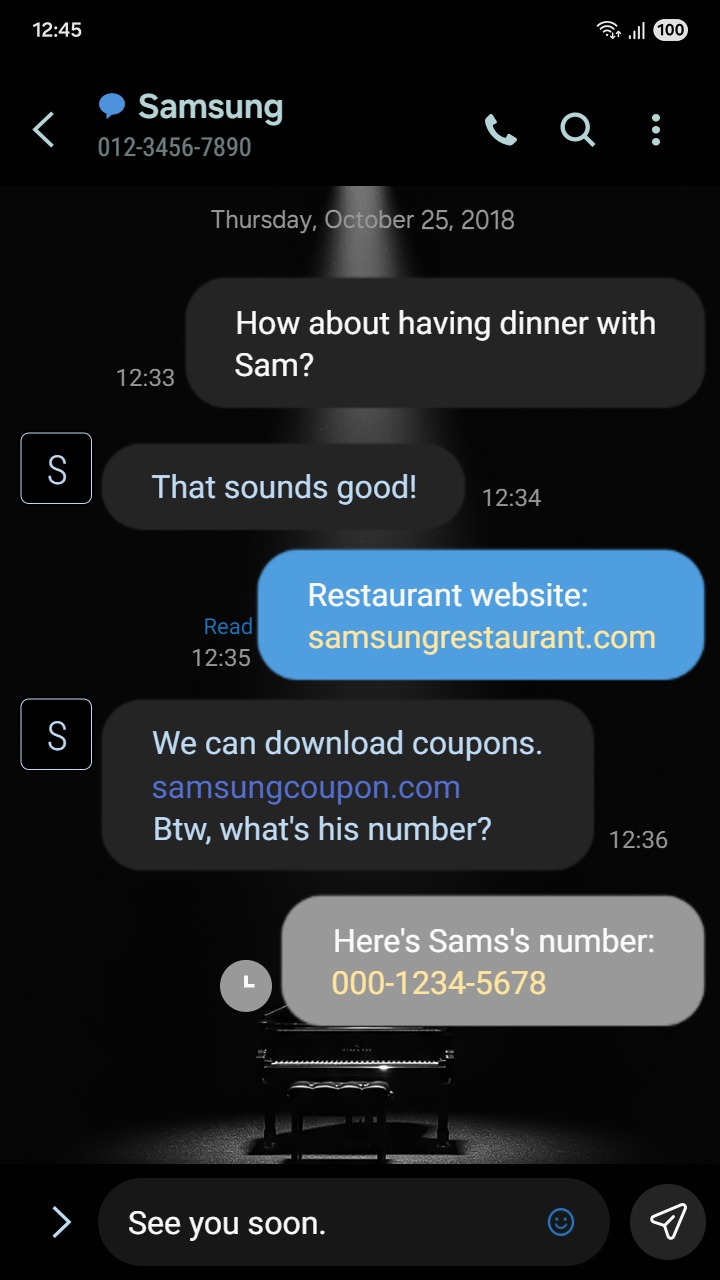 12:45
100
Samsung
012-3456-7890
Thursday, October 25, 2018
How about having dinner with
Sam?
12:33
S
That sounds good!
12:34
Restaurant website:
samsungrestaurant.com
Read
12:35
S
We can download coupons.
samsungcoupon.com
Btw, what's his number?
12:36
Here's Sams's number:
000-1234-5678
See you soon.